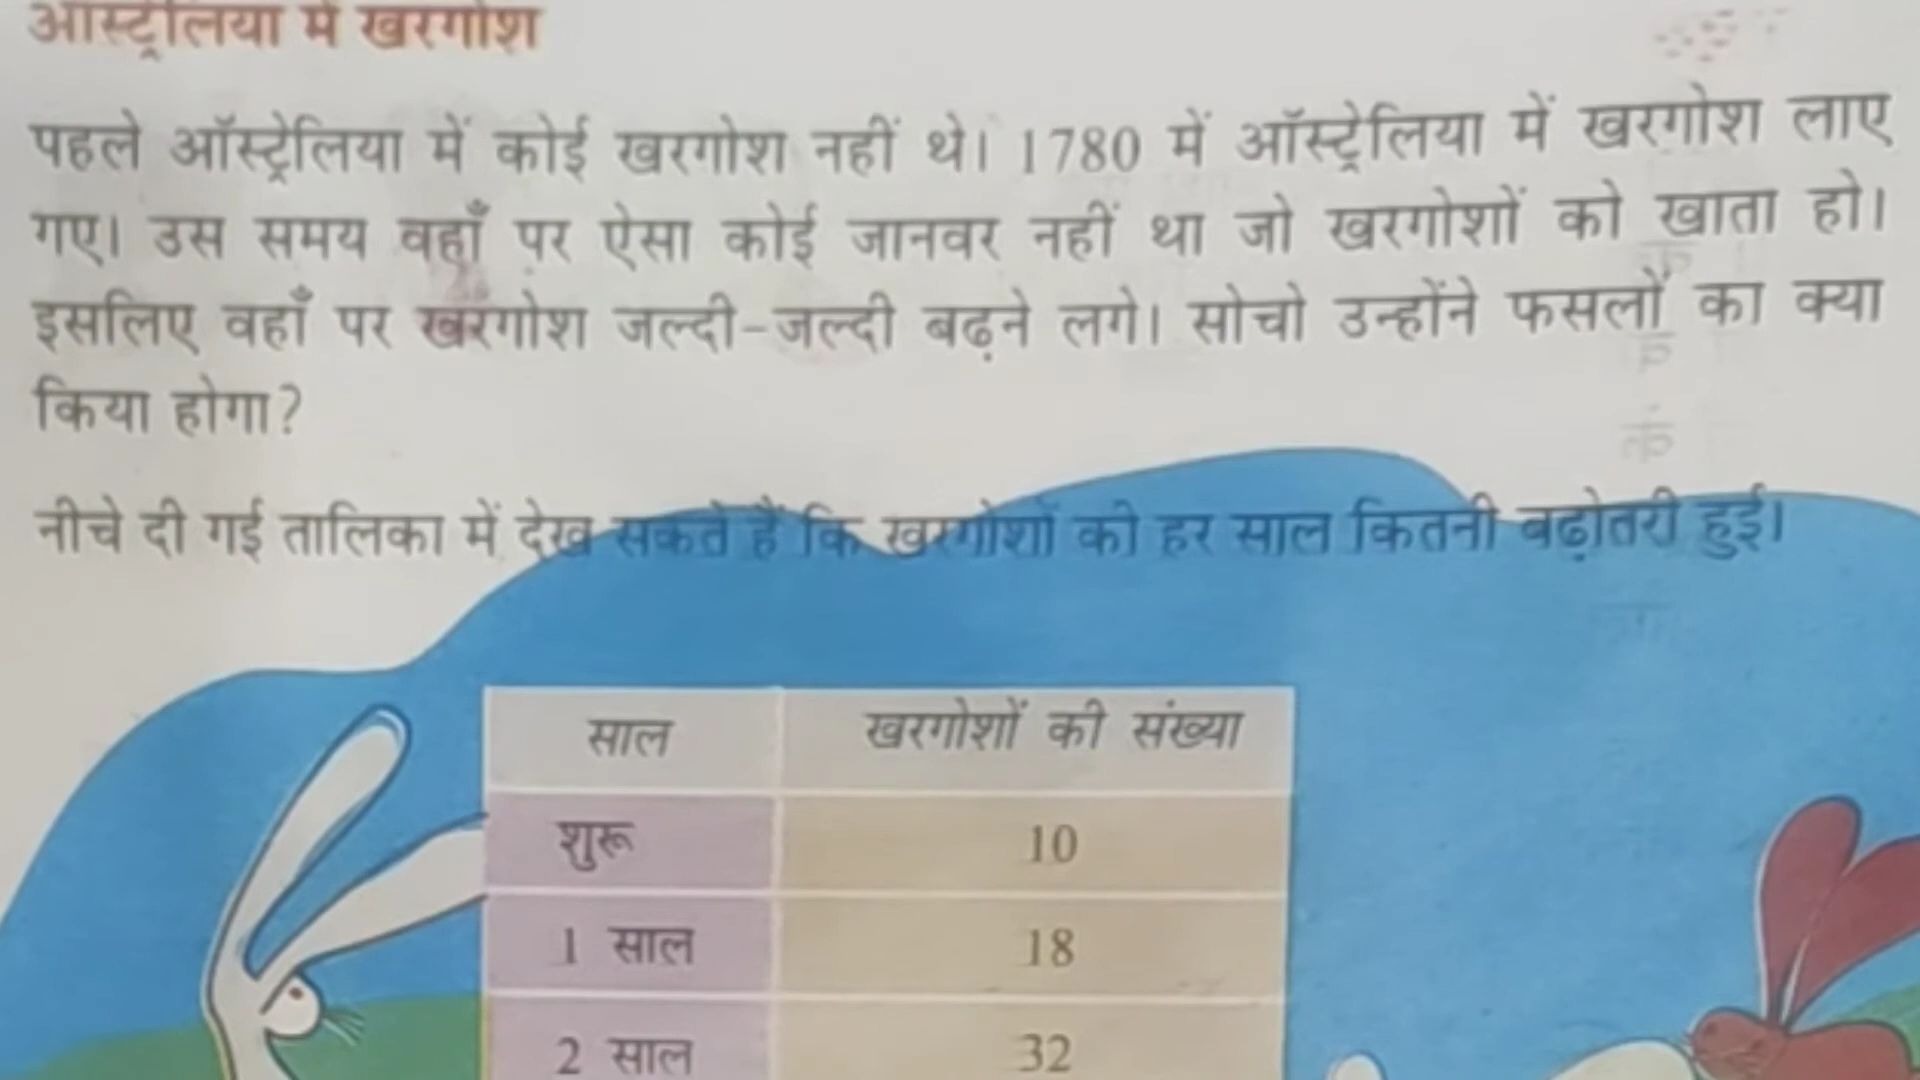 ऑस्ट्रेलिया में खरगोश
पहले ऑस्ट्रेलिया में कोई खरगोश नहीं थे। 1780 में ऑस्ट्रेलिया में खरगोश लाए
गए। उस समय वहाँ पर ऐसा कोई जानवर नहीं था जो खरगोशों को खाता हो।
इसलिए वहाँ पर खरगोश जल्दी-जल्दी बढ़ने लगे। सोचो उन्होंने फसलों का क्या
किया होगा?
नीचे दी गई तालिका में देख सकते हैं कि खरगोशों की हर साल कितनी बढ़ोतरी हुई।
साल खरगोशों की संख्या
शुरू 10
1 साल 18
2 साल 32